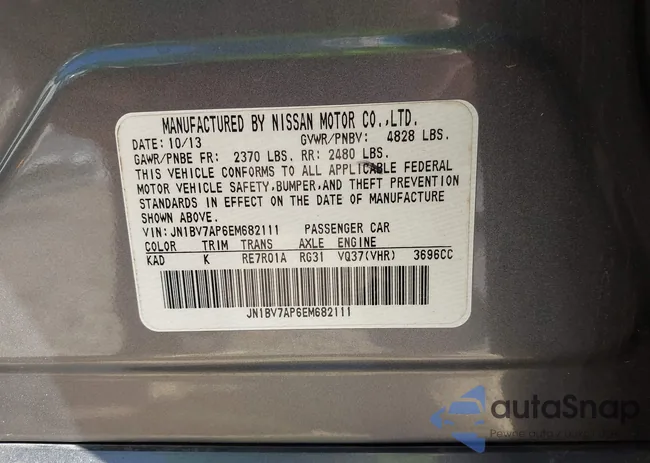 MANUFACTURED BY NISSAN MOTOR CO.,LTD.
DATE: 10/13 GVWR/PNBV: 4828 LBS.
GAWR/PNBE FR: 2370 LBS. RR: 2480 LBS.
THIS VEHICLE CONFORMS TO ALL APPLICABLE FEDERAL
MOTOR VEHICLE SAFETY,BUMPER,AND THEFT PREVENTION
STANDARDS IN EFFECT ON THE DATE OF MANUFACTURE
SHOWN ABOVE.
VIN: JN1BV7AP6EM682111 PASSENGER CAR
COLOR TRIM TRANS AXLE ENGINE
KAD K RE7R01A RG31 VQ37(VHR) 3696CC
JN1BV7AP6EM682111
autaSnap
Pewne auto z